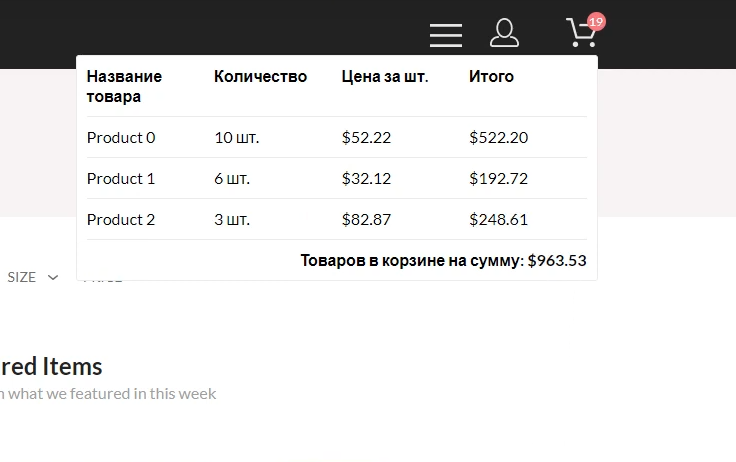 19
Название товара Количество Цена за шт. Итого
Product 0 10 шт. $52.22 $522.20
Product 1 6 шт. $32.12 $192.72
Product 2 3 шт. $82.87 $248.61
Товаров в корзине на сумму: $963.53
SIZE
red Items
what we featured in this week